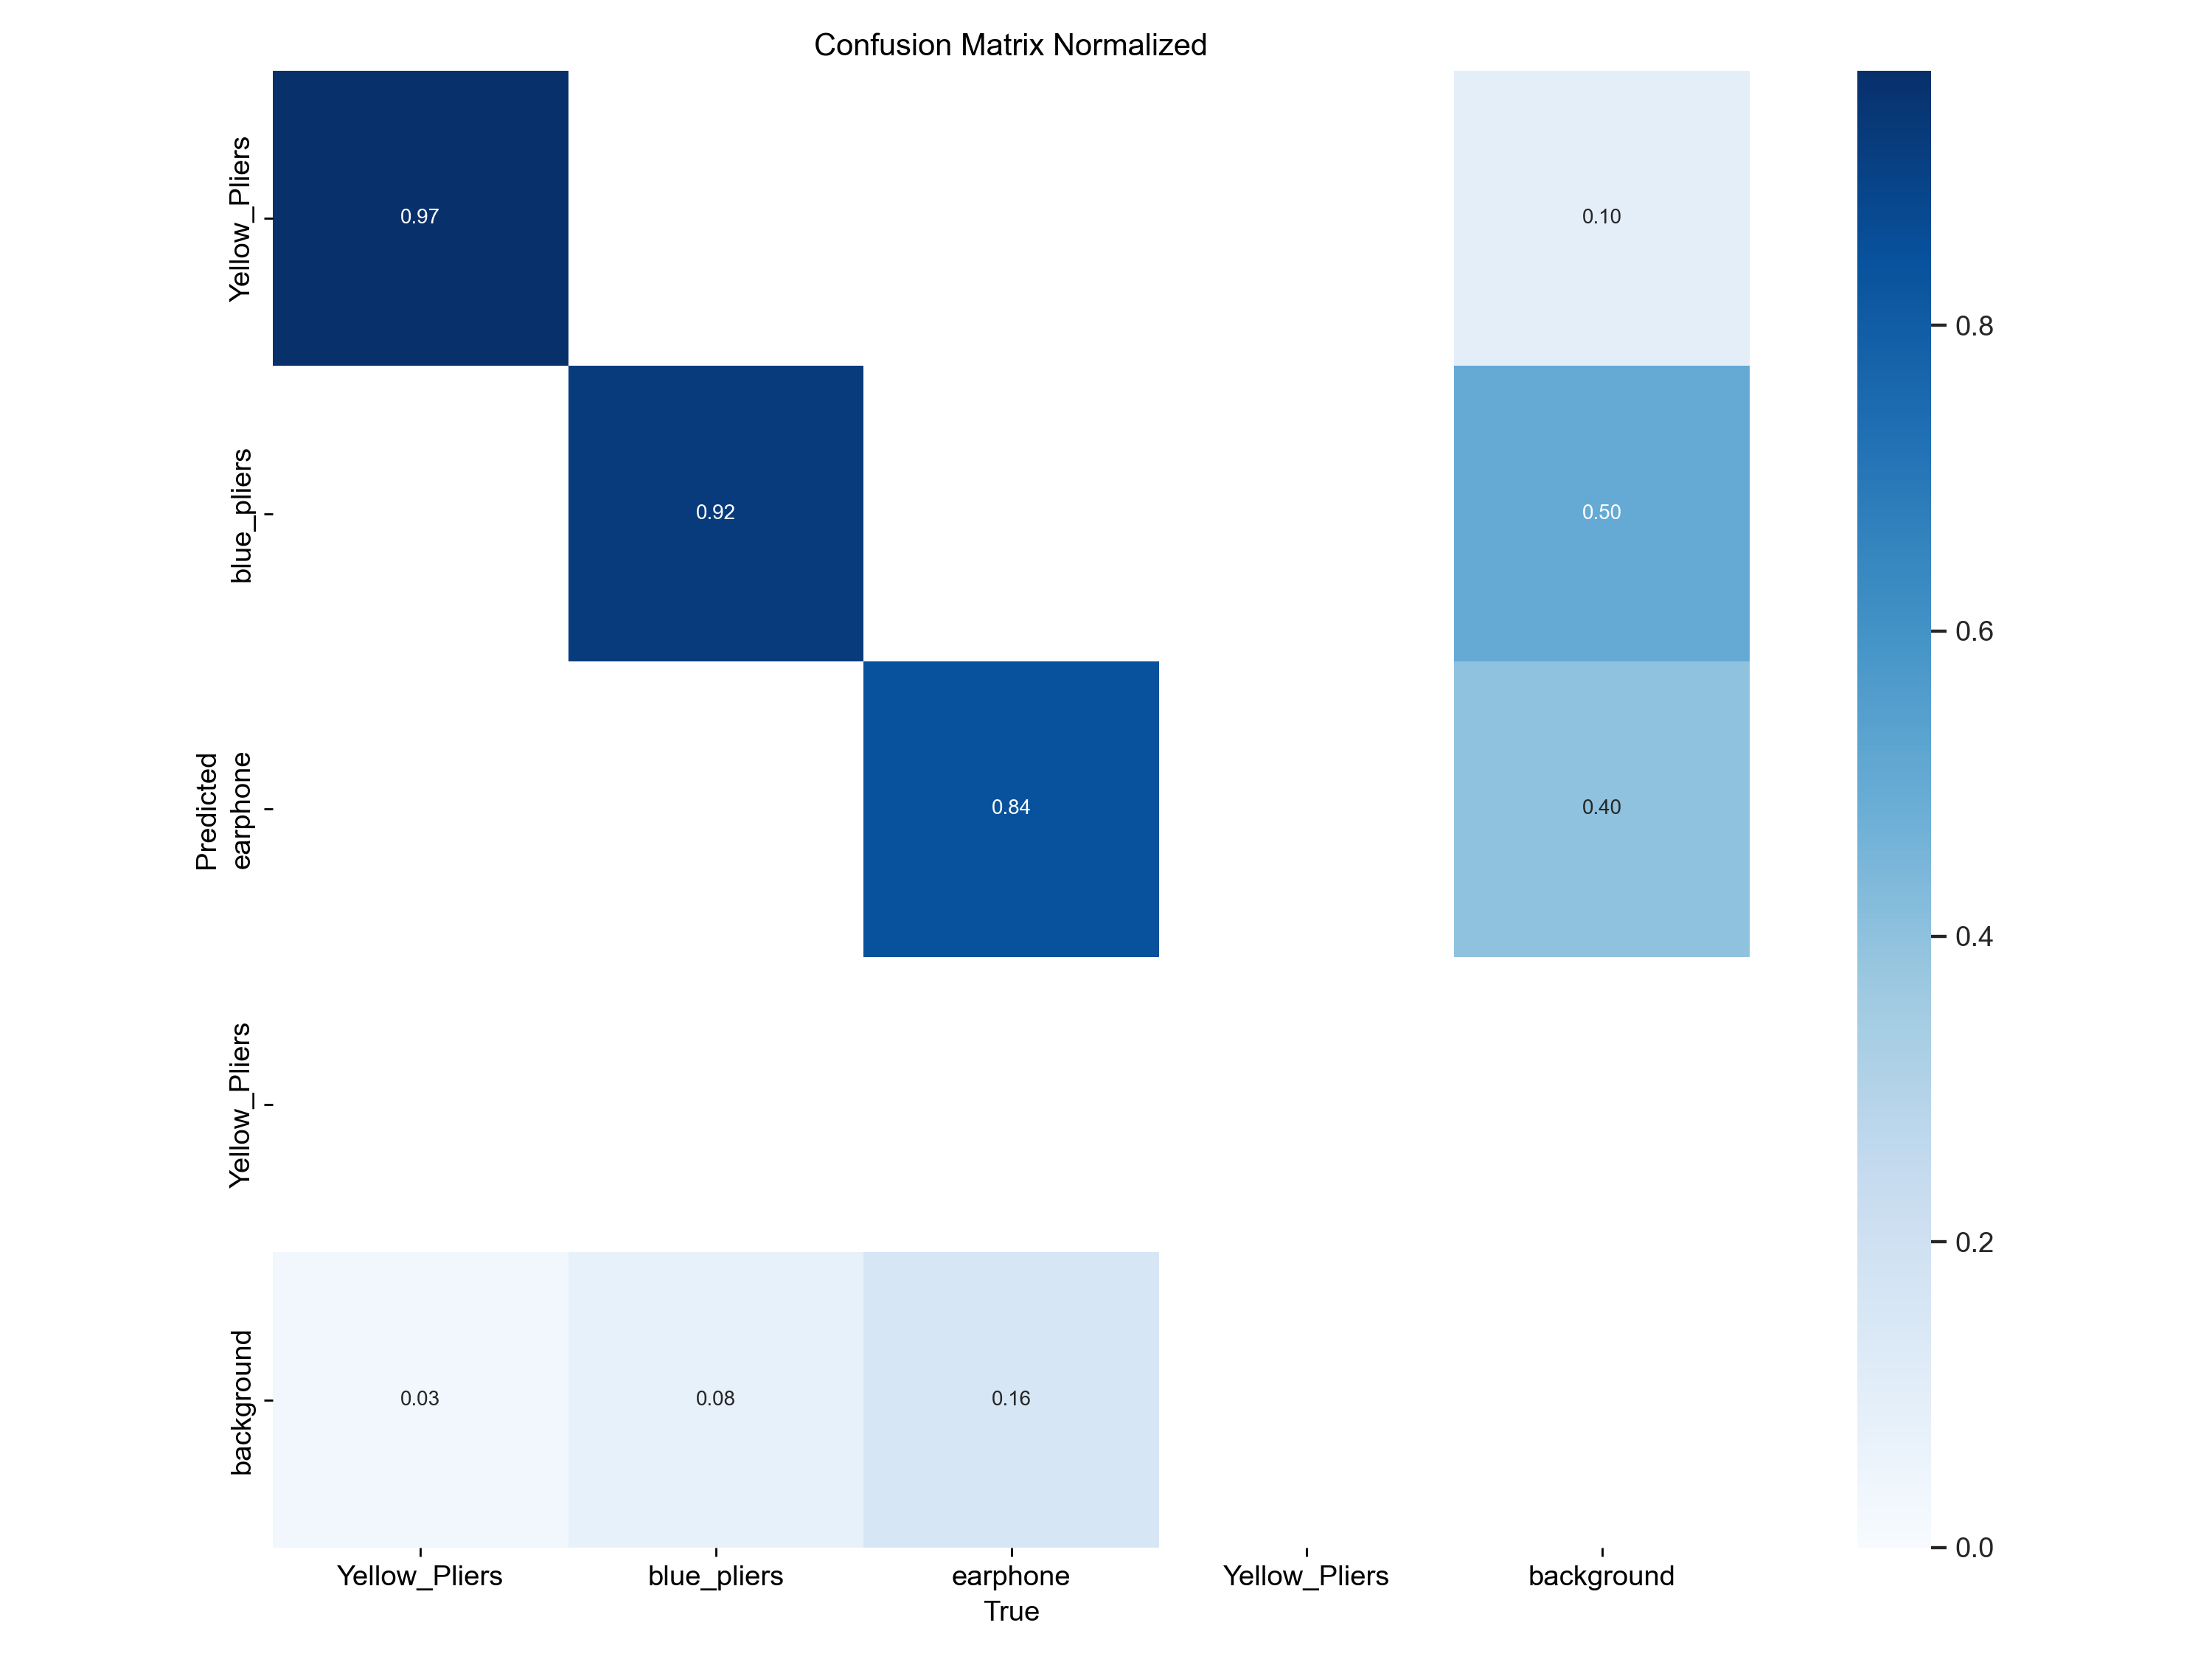 Confusion Matrix Normalized
Yellow_Pliers
0.97
0.10
0.8
blue_pliers
0.92
0.50
0.6
Predicted
earphone
0.84
0.40
0.4
Yellow_Pliers
0.2
background
0.03
0.08
0.16
0.0
Yellow_Pliers
blue_pliers
earphone
Yellow_Pliers
background
True